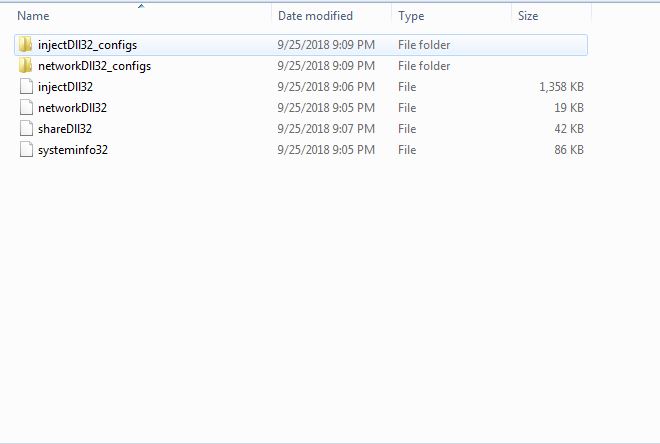 Name Date modified Type Size
injectDll32_configs 9/25/2018 9:09 PM File folder
networkDll32_configs 9/25/2018 9:09 PM File folder
injectDll32 9/25/2018 9:06 PM File 1,358 KB
networkDll32 9/25/2018 9:05 PM File 19 KB
shareDll32 9/25/2018 9:07 PM File 42 KB
systeminfo32 9/25/2018 9:05 PM File 86 KB